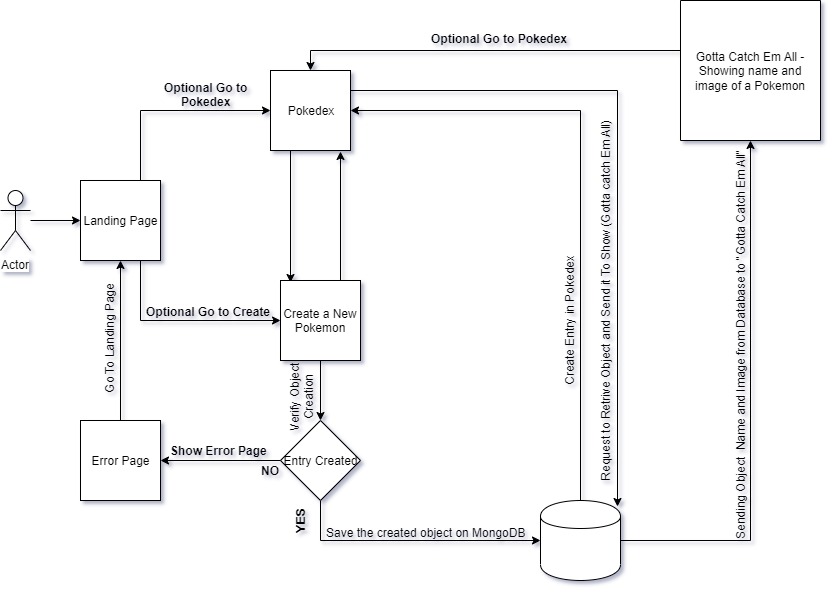 Optional Go to Pokedex
Gotta Catch Em All -
Showing name and
image of a Pokemon
Optional Go to
Pokedex
Pokedex
Landing Page
Actor
Optional Go to Create
Create a New
Pokemon
Go To Landing Page
Verify Object
Creation
Create Entry in Pokedex
Request to Retrive Object and Send it To Show (Gotta catch Em All)
Sending Object  Name and Image from Database to "Gotta Catch Em All"
Error Page
Show Error Page
NO
Entry Created
YES
Save the created object on MongoDB